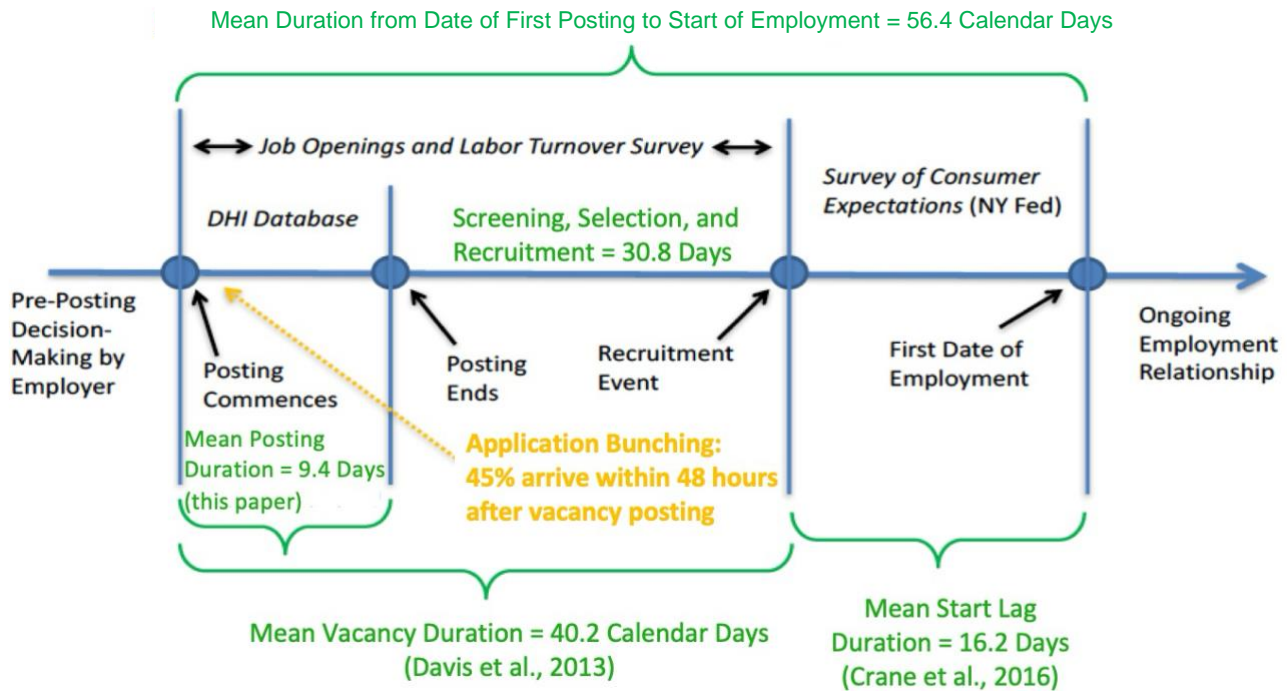 Mean Duration from Date of First Posting to Start of Employment = 56.4 Calendar Days
Job Openings and Labor Turnover Survey
DHI Database
Screening, Selection, and
Recruitment = 30.8 Days
Survey of Consumer
Expectations (NY Fed)
Pre-Posting
Decision-
Making by
Employer
Posting
Commences
Posting
Ends
Recruitment
Event
First Date of
Employment
Ongoing
Employment
Relationship
Mean Posting
Duration = 9.4 Days
(this paper)
Application Bunching:
45% arrive within 48 hours
after vacancy posting
Mean Vacancy Duration = 40.2 Calendar Days
(Davis et al., 2013)
Mean Start Lag
Duration = 16.2 Days
(Crane et al., 2016)